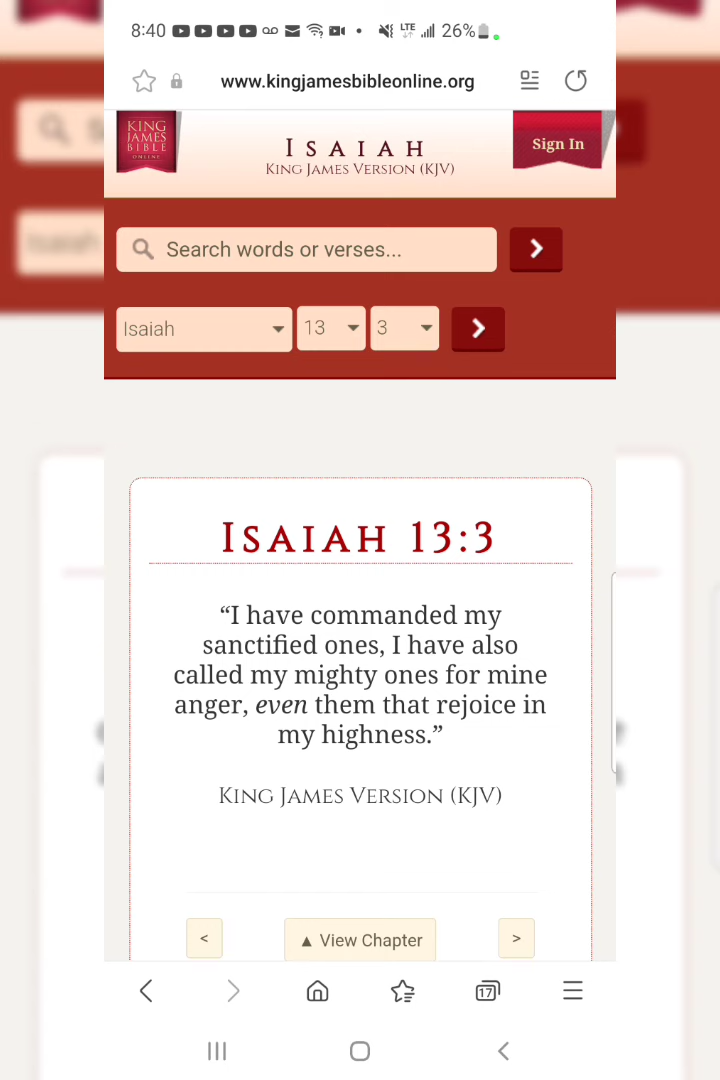 8:40 LTE 26%
www.kingjamesbibleonline.org
KING
JAMES
BIBLE
ONLINE
ISAIAH
KING JAMES VERSION (KJV)
Sign In
Search words or verses...
Isaiah 13 3
ISAIAH 13:3
“I have commanded my
sanctified ones, I have also
called my mighty ones for mine
anger, even them that rejoice in
my highness.”
KING JAMES VERSION (KJV)
< ▲ View Chapter >
17